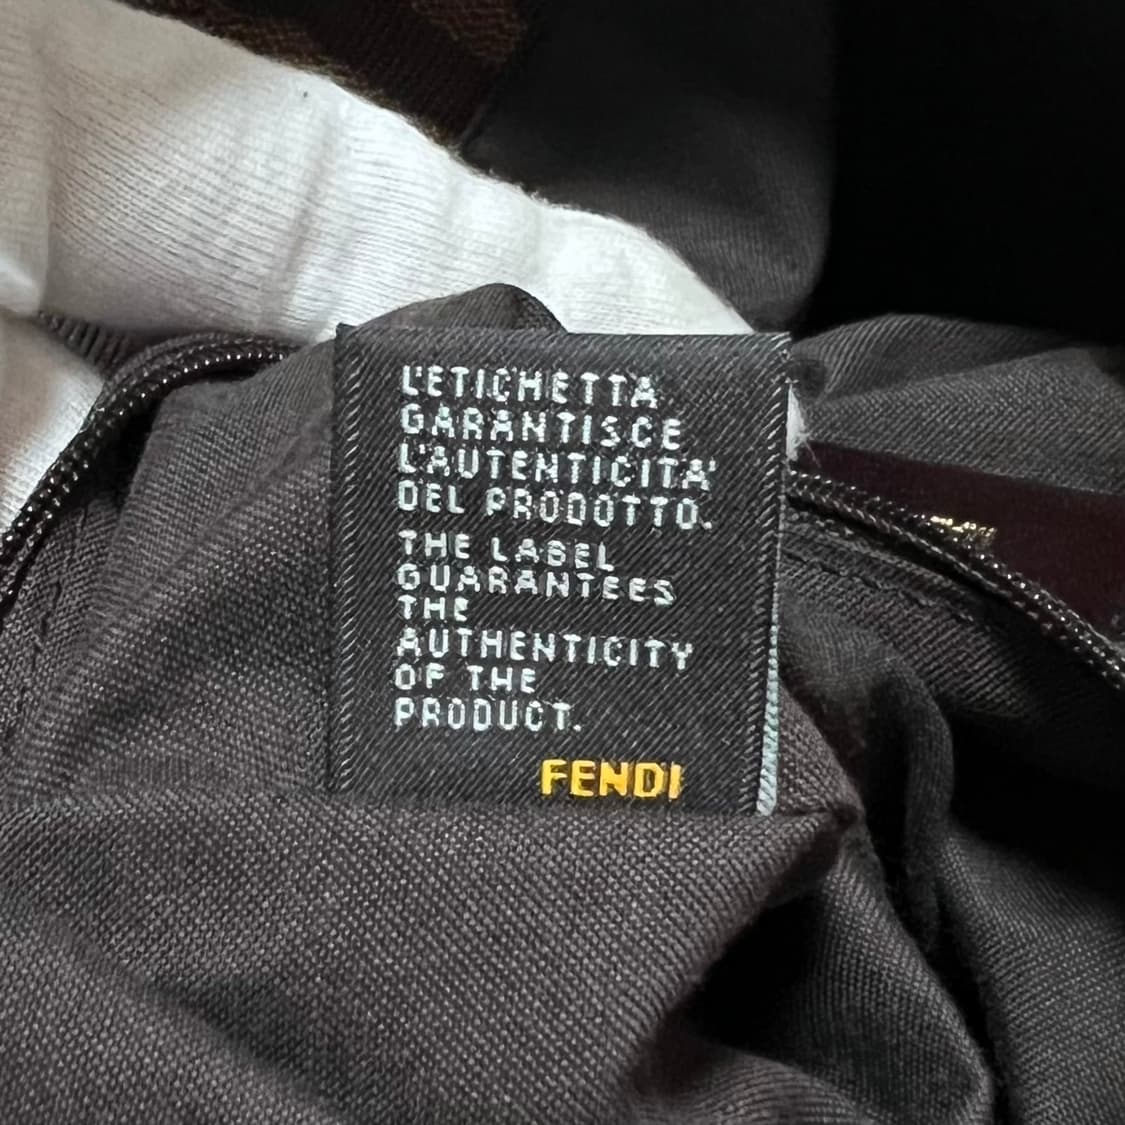 L'ETICHETTA
GARANTISCE
L'AUTENTICITA'
DEL PRODOTTO.
THE LABEL
GUARANTEES
THE
AUTHENTICITY
OF THE
PRODUCT.
FENDI